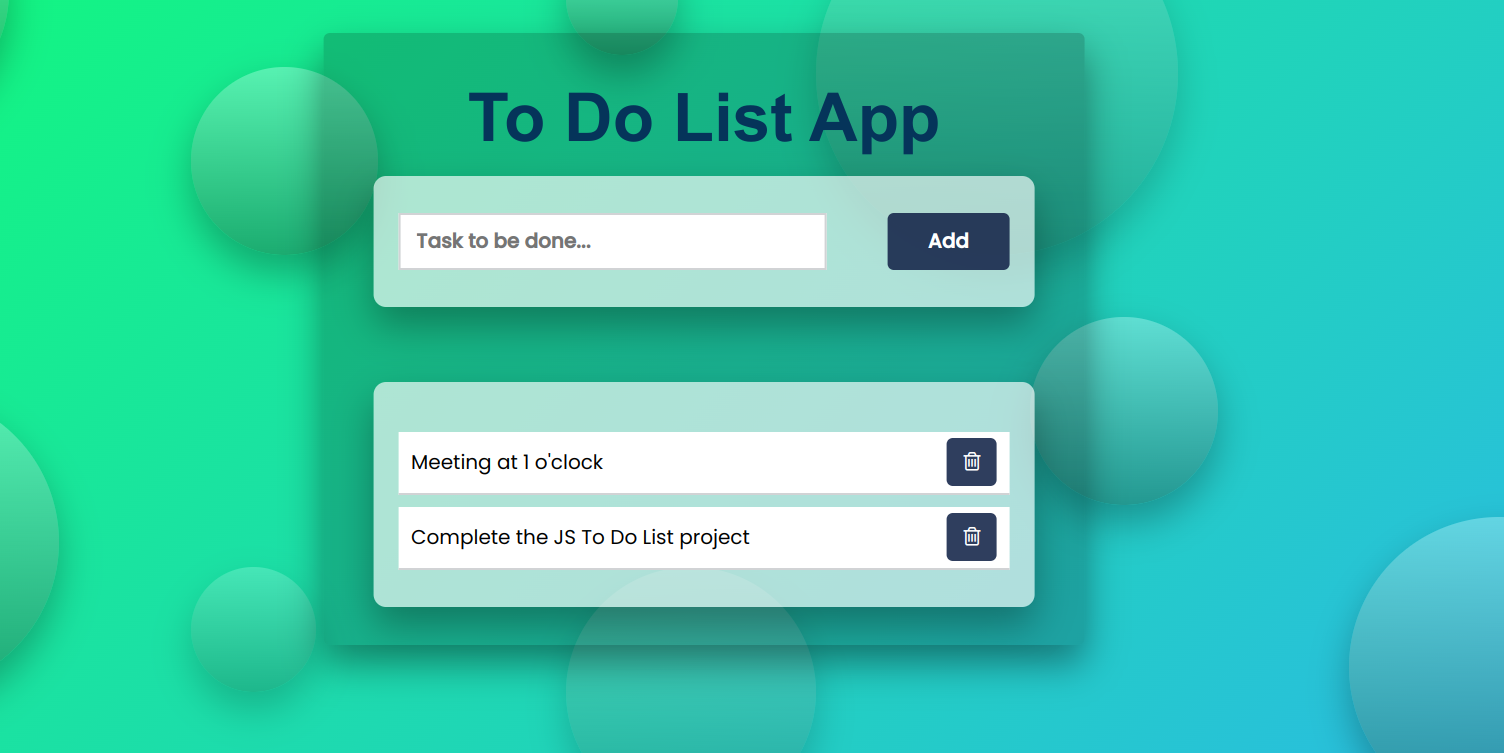 To Do List App
Task to be done...
Add
Meeting at 1 o'clock
Complete the JS To Do List project